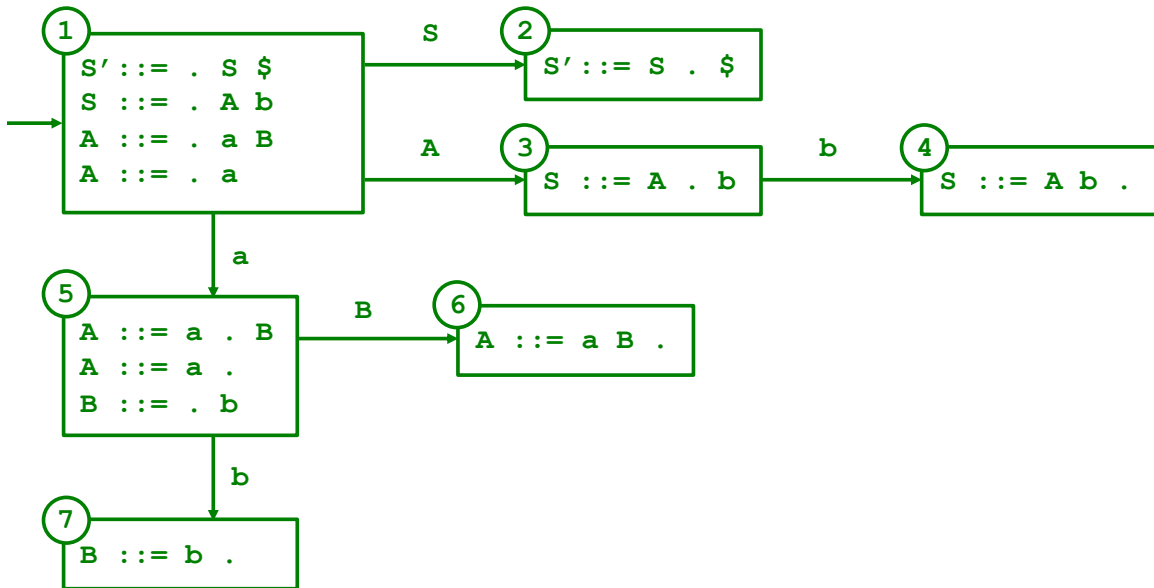 1
S'::= . S $
S ::= . A b
A ::= . a B
A ::= . a
S
2
S'::= S . $
A
3
S ::= A . b
b
4
S ::= A b .
a
5
A ::= a . B
A ::= a .
B ::= . b
B
6
A ::= a B .
b
7
B ::= b .